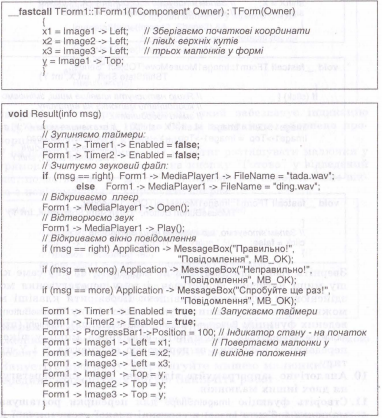 __fastcall TForm1::TForm1(TComponent* Owner) : TForm(Owner)
{
x1 = Image1 -> Left; // Зберігаємо початкові координати
x2 = Image2 -> Left; // лівих верхніх кутів
x3 = Image3 -> Left; // трьох малюнків у формі
y = Image1 -> Top;
}
void Result(info msg)
{
// Зупиняємо таймери:
Form1 -> Timer1 -> Enabled = false;
Form1 -> Timer2 -> Enabled = false;
// Зчитуємо звуковий файл:
if (msg == right) Form1 -> MediaPlayer1 -> FileName = "tada.wav";
else Form1 -> MediaPlayer1 -> FileName = "ding.wav";
// Відкриваємо плеєр
Form1 -> MediaPlayer1 -> Open();
// Відтворюємо звук
Form1 -> MediaPlayer1 -> Play();
// Відкриваємо вікно повідомлення
if (msg == right) Application -> MessageBox("Правильно!",
"Повідомлення", MB_OK);
if (msg == wrong) Application -> MessageBox("Неправильно!",
"Повідомлення", MB_OK);
if (msg == more) Application -> MessageBox("Спробуйте ще раз!",
"Повідомлення", MB_OK);
Form1 -> Timer1 -> Enabled = true; // Запускаємо таймери
Form1 -> Timer2 -> Enabled = true;
Form1 -> ProgressBar1->Position = 100; // Індикатор стану - на початок
Form1 -> Image1 -> Left = x1; // Повертаємо малюнки у
Form1 -> Image2 -> Left = x2; // вихідне положення
Form1 -> Image3 -> Left = x3;
Form1 -> Image1 -> Top = y;
Form1 -> Image2 -> Top = y;
Form1 -> Image3 -> Top = y;
}